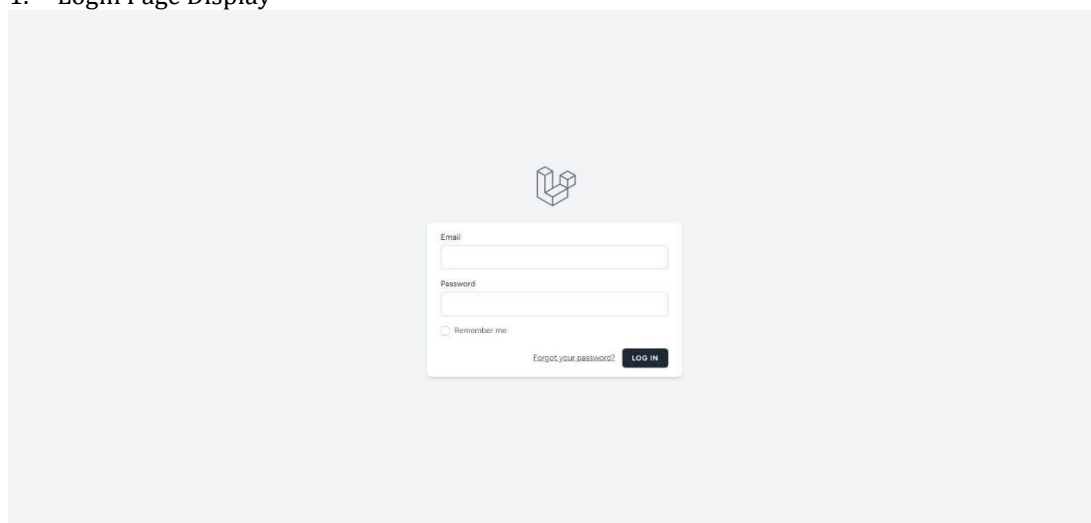 1. Login Page Display
Email
Password
Remember me
Forgot your password? LOG IN